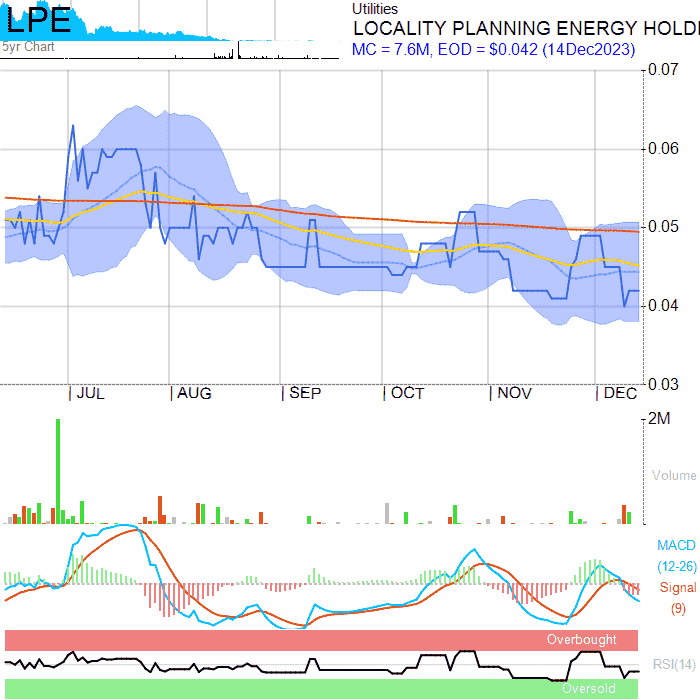 LPE
5yr Chart
Utilities
LOCALITY PLANNING ENERGY HOLDI
MC = 7.6M, EOD = $0.042 (14Dec2023)
0.07
0.06
0.05
0.04
0.03
JUL AUG SEP OCT NOV DEC
2M
Volume
MACD
(12-26)
Signal
(9)
Overbought
RSI(14)
Oversold